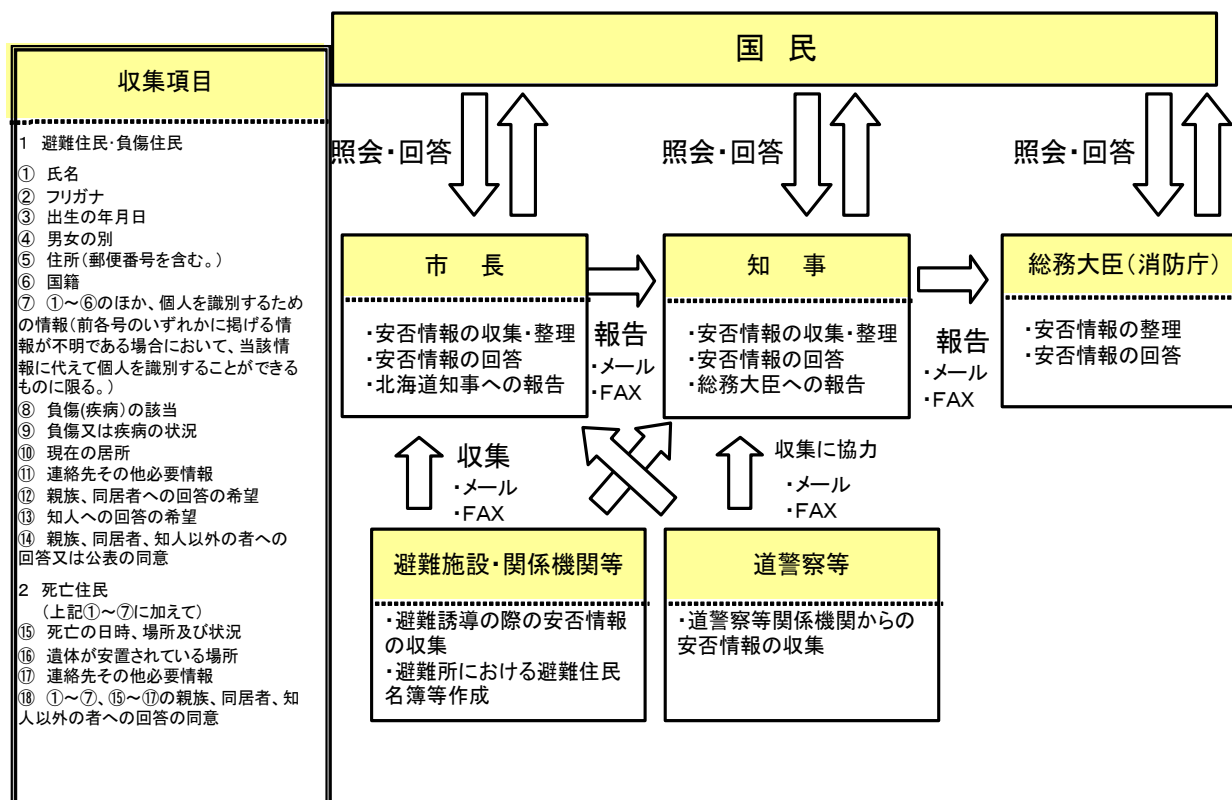 国 民
収集項目
1 避難住民・負傷住民
① 氏名
② フリガナ
③ 出生の年月日
④ 男女の別
⑤ 住所(郵便番号を含む。)
⑥ 国籍
⑦ ①～⑥のほか、個人を識別するため
の情報(前各号のいずれかに掲げる情
報が不明である場合において、当該情
報に代えて個人を識別することができる
ものに限る。)
⑧ 負傷(疾病)の該当
⑨ 負傷又は疾病の状況
⑩ 現在の居所
⑪ 連絡先その他必要情報
⑫ 親族、同居者への回答の希望
⑬ 知人への回答の希望
⑭ 親族、同居者、知人以外の者への
回答又は公表の同意
2 死亡住民
(上記①～⑦に加えて)
⑮ 死亡の日時、場所及び状況
⑯ 遺体が安置されている場所
⑰ 連絡先その他必要情報
⑱ ①～⑦、⑮～⑰の親族、同居者、知
人以外の者への回答の同意
照会・回答
照会・回答
照会・回答
市 長
・安否情報の収集・整理
・安否情報の回答
・北海道知事への報告
報告
・メール
・FAX
知 事
・安否情報の収集・整理
・安否情報の回答
・総務大臣への報告
報告
・メール
・FAX
総務大臣(消防庁)
・安否情報の整理
・安否情報の回答
収集
・メール
・FAX
収集に協力
・メール
・FAX
避難施設・関係機関等
・避難誘導の際の安否情報
の収集
・避難所における避難住民
名簿等作成
道警察等
・道警察等関係機関からの
安否情報の収集